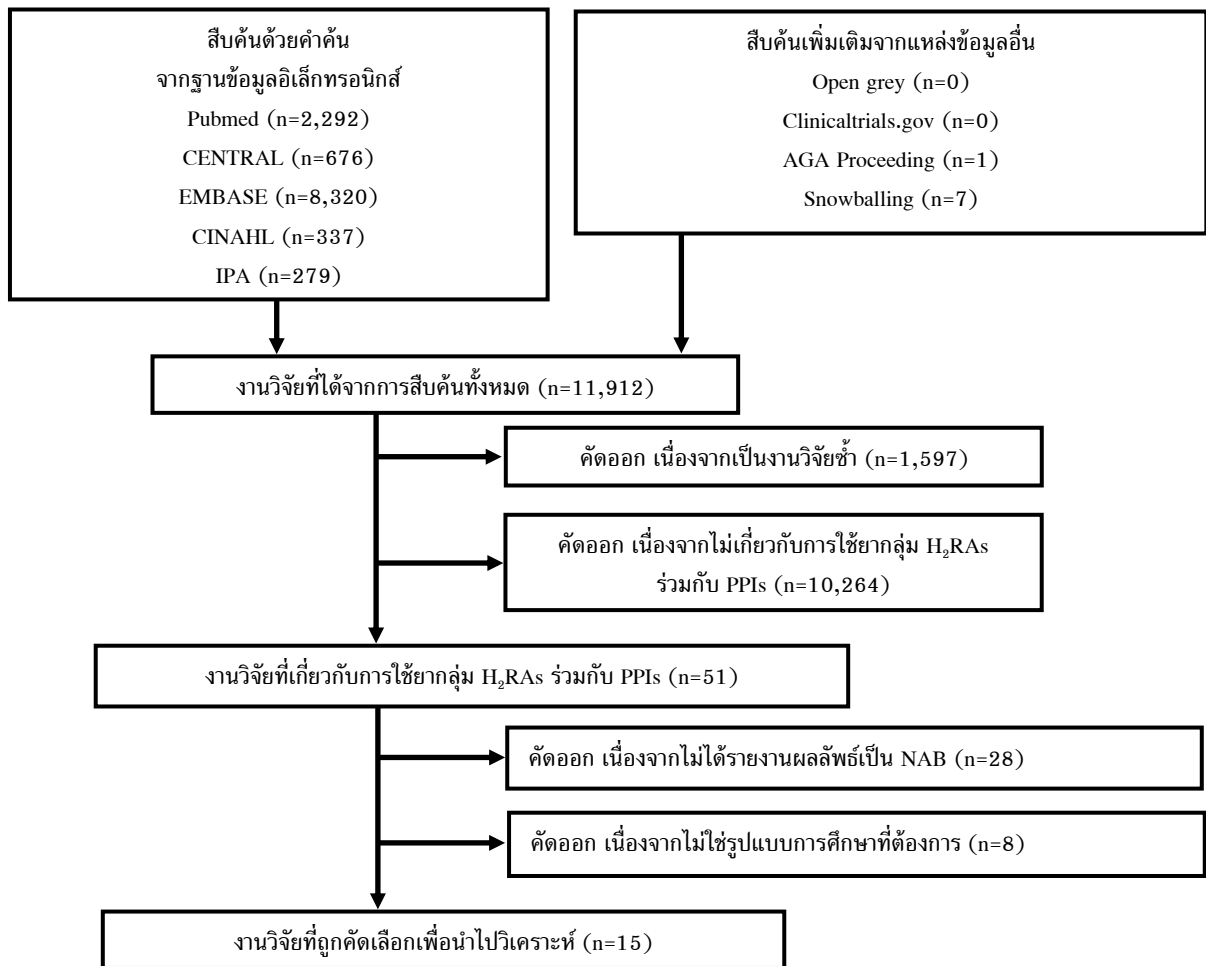 สืบค้นด้วยคำค้น
จากฐานข้อมูลอิเล็กทรอนิกส์
Pubmed (n=2,292)
CENTRAL (n=676)
EMBASE (n=8,320)
CINAHL (n=337)
IPA (n=279)
สืบค้นเพิ่มเติมจากแหล่งข้อมูลอื่น
Open grey (n=0)
Clinicaltrials.gov (n=0)
AGA Proceeding (n=1)
Snowballing (n=7)
งานวิจัยที่ได้จากการสืบค้นทั้งหมด (n=11,912)
คัดออก เนื่องจากเป็นงานวิจัยซ้ำ (n=1,597)
คัดออก เนื่องจากไม่เกี่ยวกับการใช้ยากลุ่ม H₂RAs
ร่วมกับ PPIs (n=10,264)
งานวิจัยที่เกี่ยวกับการใช้ยากลุ่ม H₂RAs ร่วมกับ PPIs (n=51)
คัดออก เนื่องจากไม่ได้รายงานผลลัพธ์เป็น NAB (n=28)
คัดออก เนื่องจากไม่ใช่รูปแบบการศึกษาที่ต้องการ (n=8)
งานวิจัยที่ถูกคัดเลือกเพื่อนำไปวิเคราะห์ (n=15)